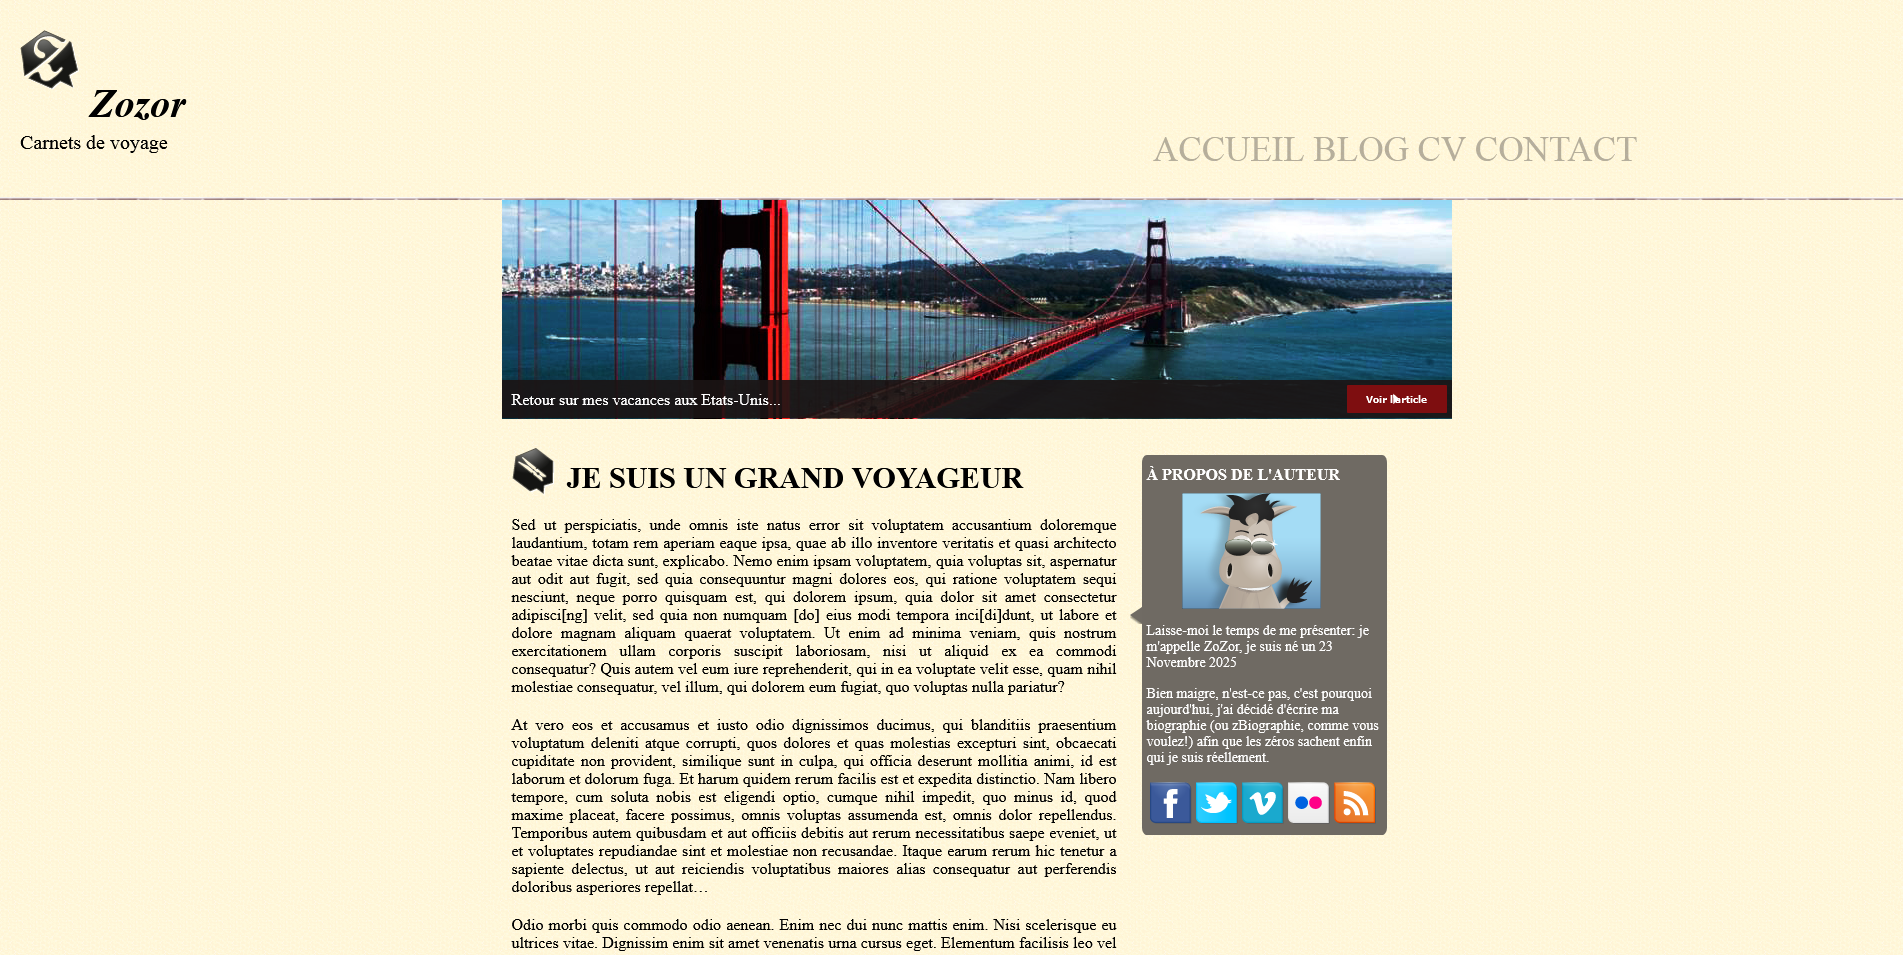 Zozor
Carnets de voyage
ACCUEIL BLOG CV CONTACT
Retour sur mes vacances aux Etats-Unis...
Voir l'article
JE SUIS UN GRAND VOYAGEUR
Sed ut perspiciatis, unde omnis iste natus error sit voluptatem accusantium doloremque
laudantium, totam rem aperiam eaque ipsa, quae ab illo inventore veritatis et quasi architecto
beatae vitae dicta sunt, explicabo. Nemo enim ipsam voluptatem, quia voluptas sit, aspernatur
aut odit aut fugit, sed quia consequuntur magni dolores eos, qui ratione voluptatem sequi
nesciunt, neque porro quisquam est, qui dolorem ipsum, quia dolor sit amet consectetur
adipisci[ng] velit, sed quia non numquam [do] eius modi tempora inci[di]dunt, ut labore et
dolore magnam aliquam quaerat voluptatem. Ut enim ad minima veniam, quis nostrum
exercitationem ullam corporis suscipit laboriosam, nisi ut aliquid ex ea commodi
consequatur? Quis autem vel eum iure reprehenderit, qui in ea voluptate velit esse, quam nihil
molestiae consequatur, vel illum, qui dolorem eum fugiat, quo voluptas nulla pariatur?
At vero eos et accusamus et iusto odio dignissimos ducimus, qui blanditiis praesentium
voluptatum deleniti atque corrupti, quos dolores et quas molestias excepturi sint, obcaecati
cupiditate non provident, similique sunt in culpa, qui officia deserunt mollitia animi, id est
laborum et dolorum fuga. Et harum quidem rerum facilis est et expedita distinctio. Nam libero
tempore, cum soluta nobis est eligendi optio, cumque nihil impedit, quo minus id, quod
maxime placeat, facere possimus, omnis voluptas assumenda est, omnis dolor repellendus.
Temporibus autem quibusdam et aut officiis debitis aut rerum necessitatibus saepe eveniet, ut
et voluptates repudiandae sint et molestiae non recusandae. Itaque earum rerum hic tenetur a
sapiente delectus, ut aut reiciendis voluptatibus maiores alias consequatur aut perferendis
doloribus asperiores repellat…
Odio morbi quis commodo odio aenean. Enim nec dui nunc mattis enim. Nisi scelerisque eu
ultrices vitae. Dignissim enim sit amet venenatis urna cursus eget. Elementum facilisis leo vel
À PROPOS DE L'AUTEUR
Laisse-moi le temps de me présenter: je
m'appelle ZoZor, je suis né un 23
Novembre 2025
Bien maigre, n'est-ce pas, c'est pourquoi
aujourd'hui, j'ai décidé d'écrire ma
biographie (ou zBiographie, comme vous
voulez!) afin que les zéros sachent enfin
qui je suis réellement.